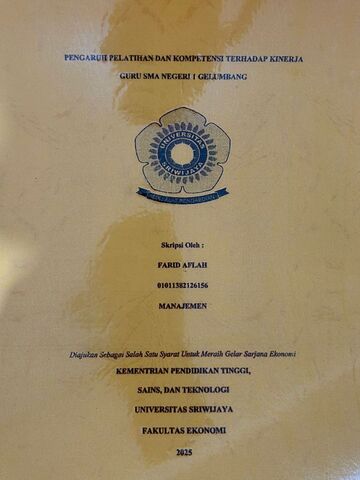 PENGARUH PELATIHAN DAN KOMPETENSI TERHADAP KINERJA
GURU SMA NEGERI 1 GELUMBANG
UNIVERSITAS
SRIWIJAYA
Skripsi Oleh :
FARID AFLAH
01011382126156
MANAJEMEN
Diajukan Sebagai Salah Satu Syarat Untuk Meraih Gelar Sarjana Ekonomi
KEMENTRIAN PENDIDIKAN TINGGI,
SAINS, DAN TEKNOLOGI
UNIVERSITAS SRIWIJAYA
FAKULTAS EKONOMI
2025